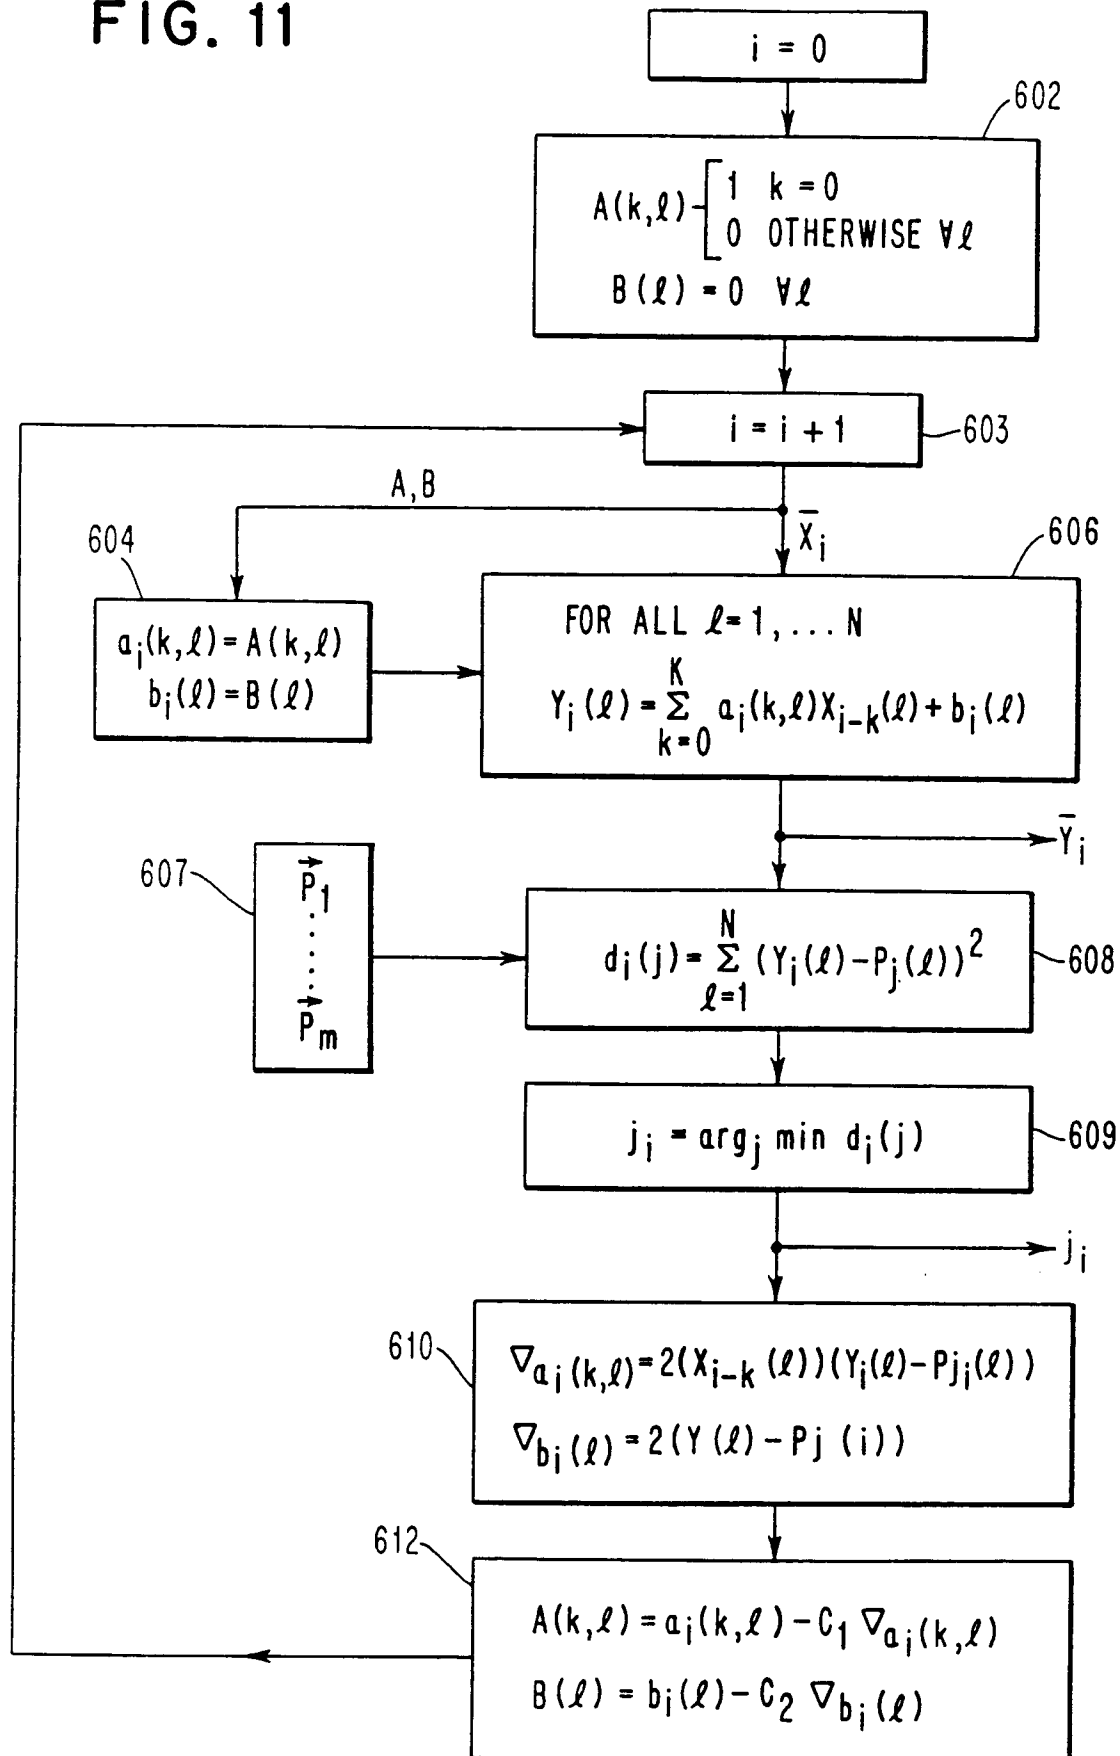 FIG. 11
i = 0
602
A(k,ℓ) [ 1 k = 0
0 OTHERWISE ∀ℓ
B(ℓ) = 0 ∀ℓ
i = i + 1
603
A,B
X̄i
604
ai(k,ℓ) = A(k,ℓ)
bi(ℓ) = B(ℓ)
606
FOR ALL ℓ = 1, ... N
Yi(ℓ) = Σ_{k=0}^{K} ai(k,ℓ)Xi-k(ℓ) + bi(ℓ)
Ȳi
607
P⃗1
⋮
P⃗m
di(j) = Σ_{ℓ=1}^{N} (Yi(ℓ) - Pj(ℓ))²
608
ji = argj min di(j)
609
ji
610
∇ai(k,ℓ) = 2(Xi-k (ℓ))(Yi(ℓ) - Pji(ℓ))
∇bi(ℓ) = 2(Y (ℓ) - Pj (i))
612
A(k,ℓ) = ai(k,ℓ) - C1 ∇ai(k,ℓ)
B(ℓ) = bi(ℓ) - C2 ∇bi(ℓ)